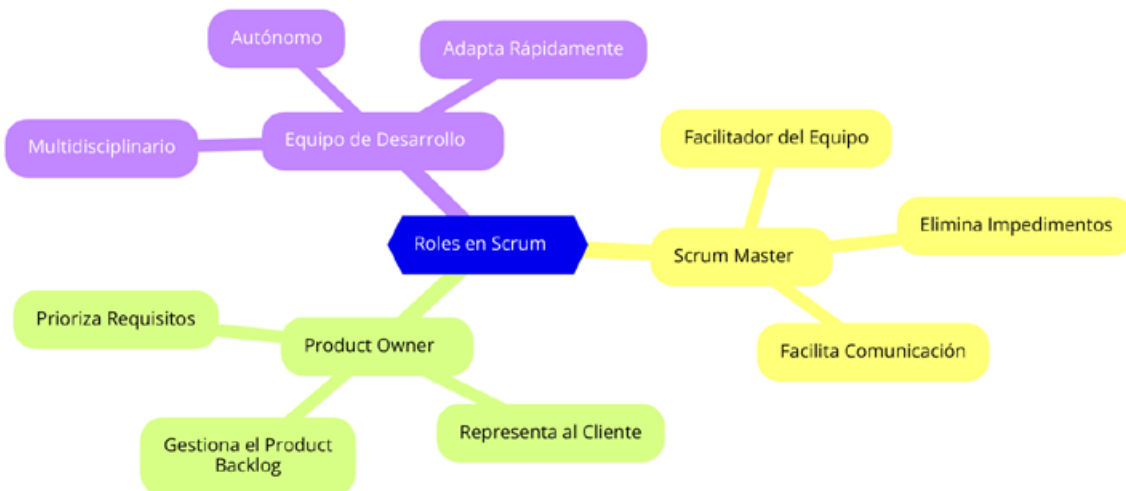 Autónomo
Adapta Rápidamente
Multidisciplinario
Equipo de Desarrollo
Facilitador del Equipo
Elimina Impedimentos
Roles en Scrum
Scrum Master
Facilita Comunicación
Prioriza Requisitos
Product Owner
Representa al Cliente
Gestiona el Product
Backlog